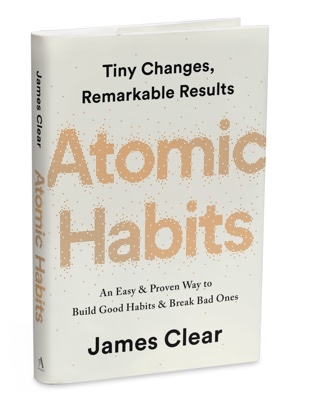 Tiny Changes,
Remarkable Results
Atomic
Habits
An Easy & Proven Way to
Build Good Habits & Break Bad Ones
James Clear
James Clear
Atomic Habits
A